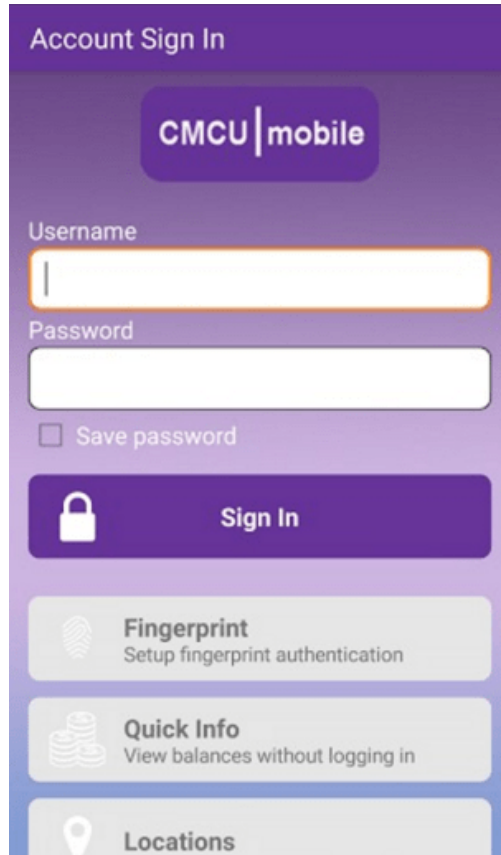 Account Sign In
CMCU | mobile
Username
Password
Save password
Sign In
Fingerprint
Setup fingerprint authentication
Quick Info
View balances without logging in
Locations